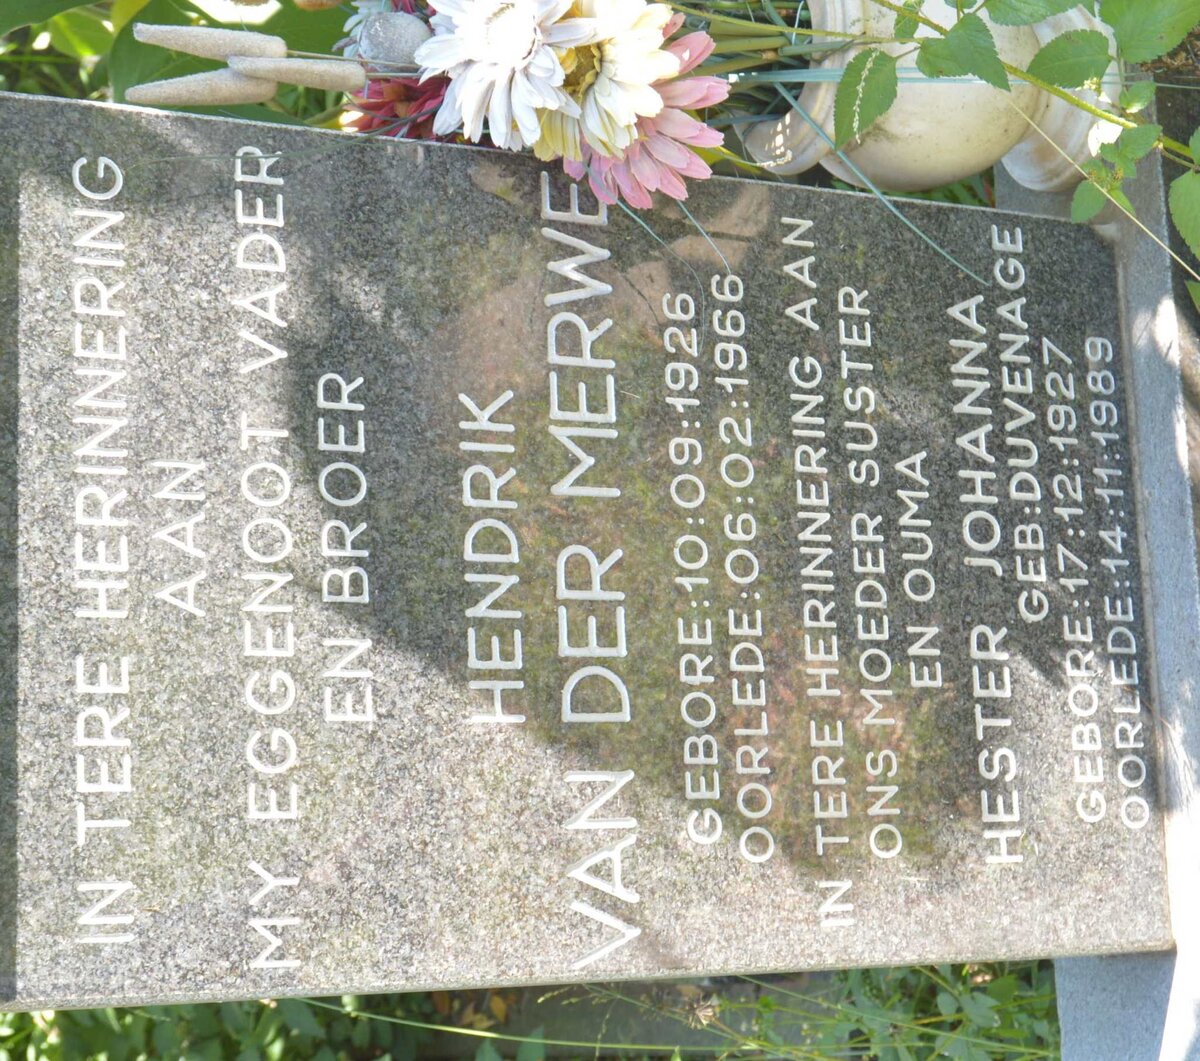 IN TERE HERINNERING
AAN
MY EGGENOOT VADER
EN BROER
HENDRIK
VAN DER MERWE
GEBORE:10:09:1926
OORLEDE:06:02:1966
IN TERE HERINNERING AAN
ONS MOEDER SUSTER
EN OUMA
HESTER JOHANNA
GEB:DUVENAGE
GEBORE:17:12:1927
OORLEDE:14:11:1989